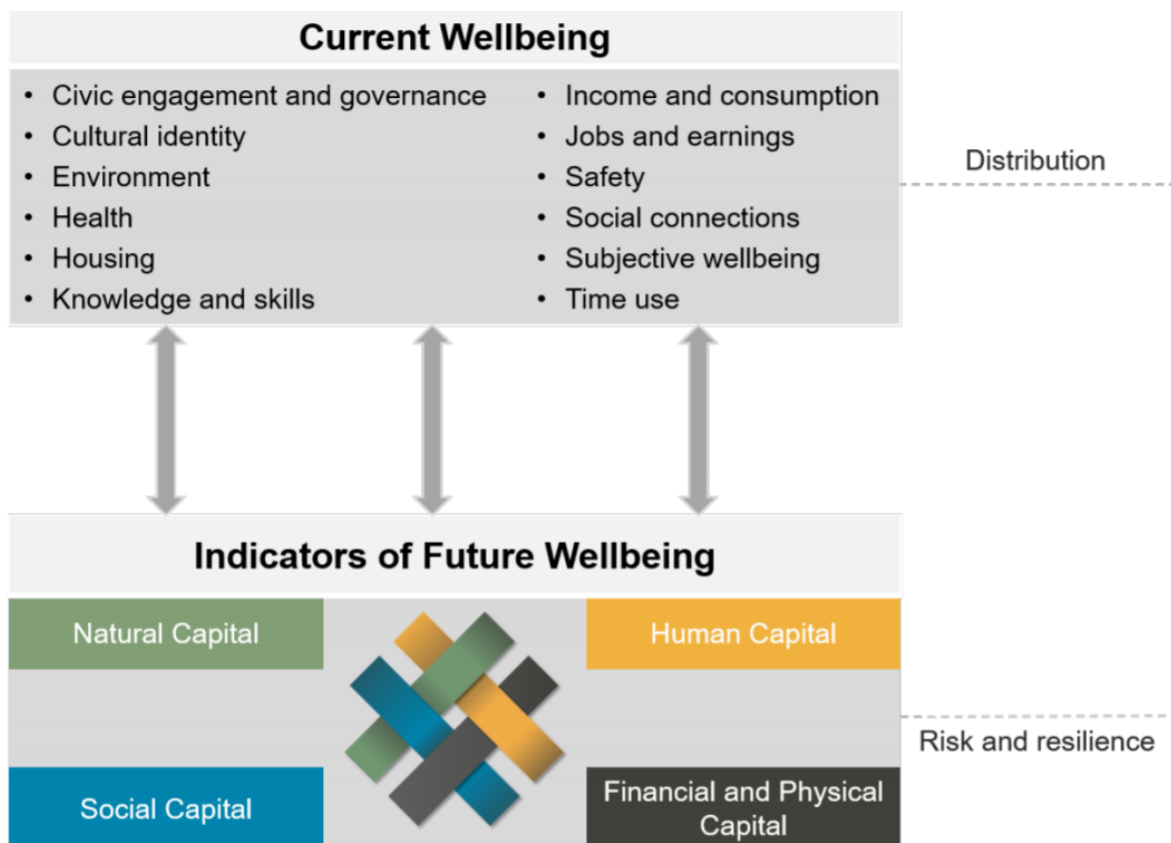 Current Wellbeing
• Civic engagement and governance
• Cultural identity
• Environment
• Health
• Housing
• Knowledge and skills
• Income and consumption
• Jobs and earnings
• Safety
• Social connections
• Subjective wellbeing
• Time use
Distribution
Indicators of Future Wellbeing
Natural Capital
Human Capital
Social Capital
Financial and Physical
Capital
Risk and resilience